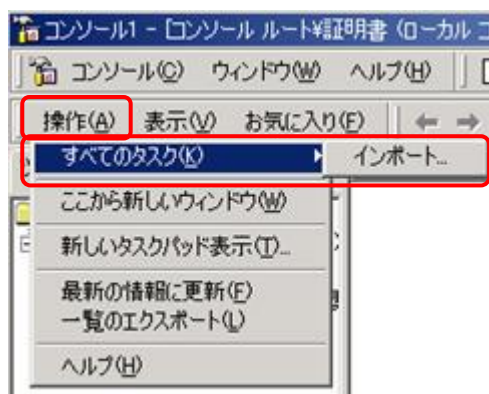 コンソール1 - [コンソール ルート¥証明書 (ローカル コ
コンソール(C) ウィンドウ(W) ヘルプ(H)
操作(A) 表示(V) お気に入り(F)
すべてのタスク(K) インポート...
ここから新しいウィンドウ(W)
新しいタスクパッド表示(T)...
最新の情報に更新(F)
一覧のエクスポート(L)
ヘルプ(H)